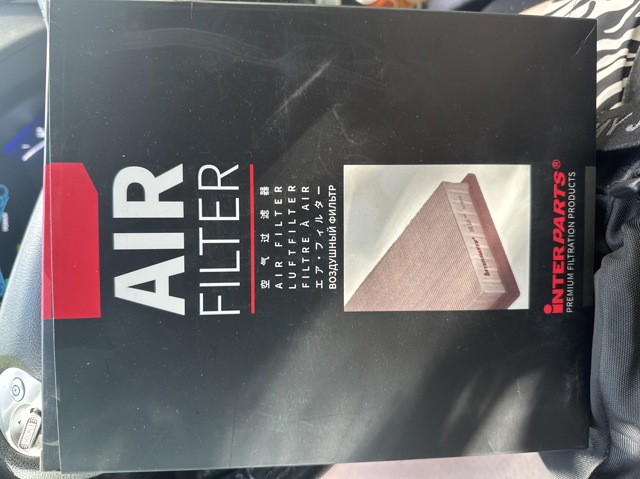 AIR
FILTER
空气过滤器
AIR FILTER
LUFTFILTER
FILTRE À AIR
エア・フィルター
ВОЗДУШНЫЙ ФИЛЬТР
INTERPARTS®
PREMIUM FILTRATION PRODUCTS